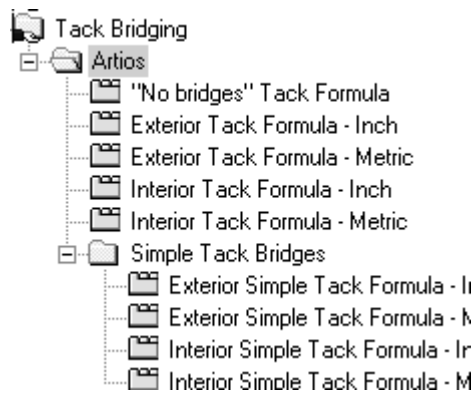 Tack Bridging
Artios
"No bridges" Tack Formula
Exterior Tack Formula - Inch
Exterior Tack Formula - Metric
Interior Tack Formula - Inch
Interior Tack Formula - Metric
Simple Tack Bridges
Exterior Simple Tack Formula -
Exterior Simple Tack Formula -
Interior Simple Tack Formula -
Interior Simple Tack Formula -